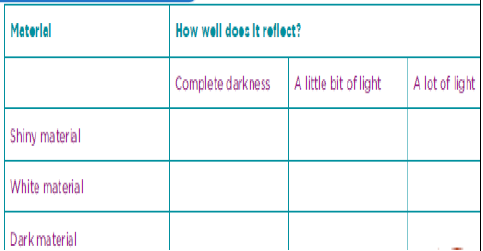 Material How well does it reflect?
Complete darkness A little bit of light A lot of light
Shiny material
White material
Dark material